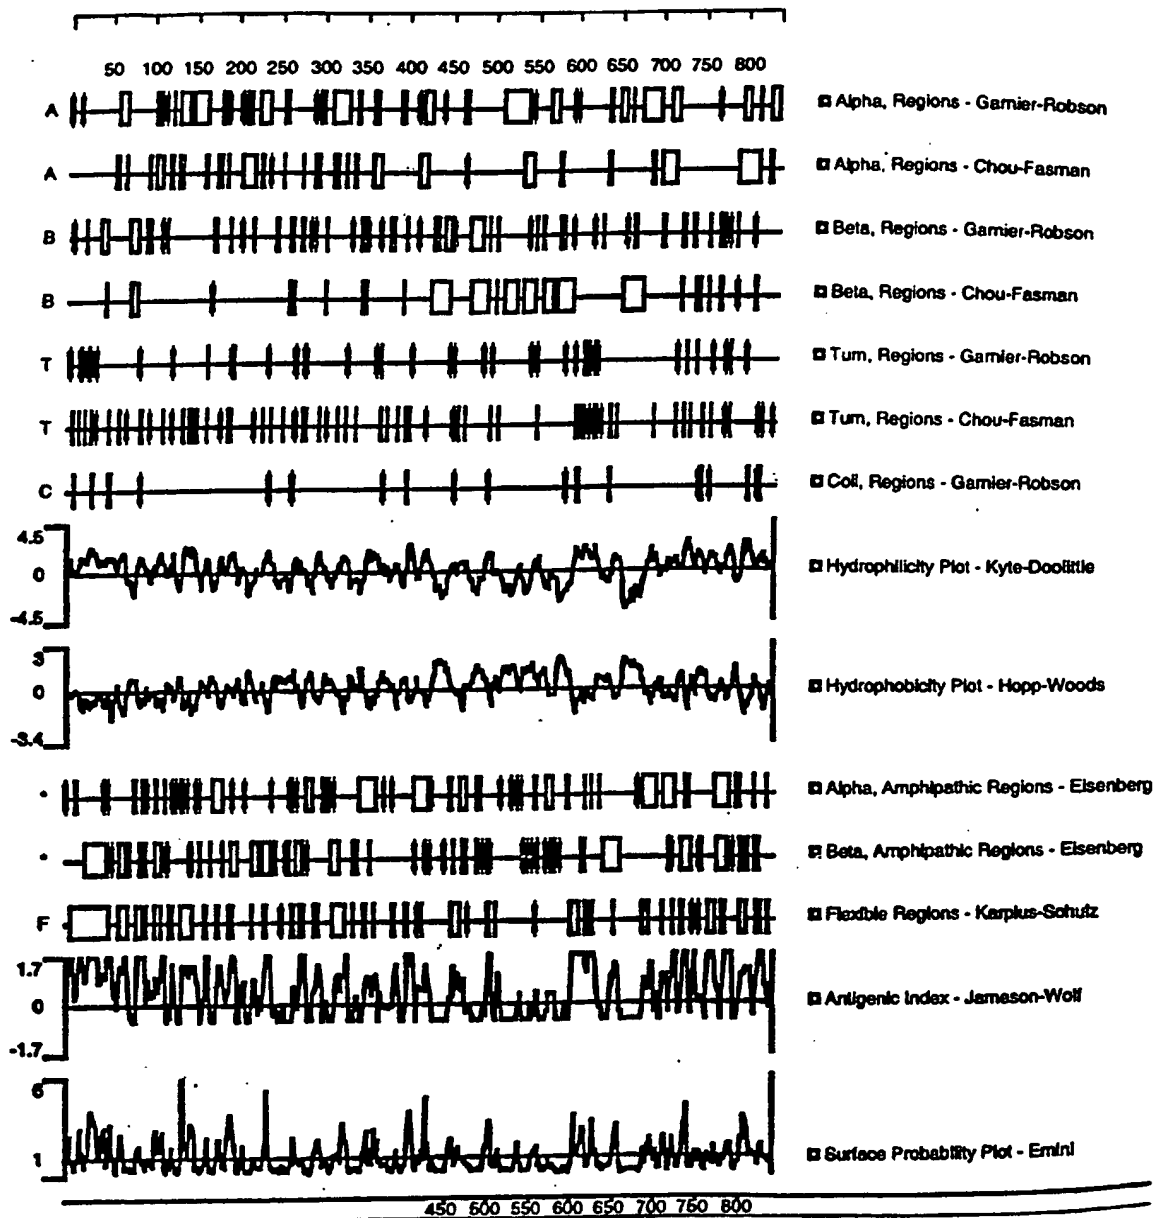 50 100 150 200 250 300 350 400 450 500 550 600 650 700 750 800
A Alpha, Regions - Garnier-Robson
A Alpha, Regions - Chou-Fasman
B Beta, Regions - Garnier-Robson
B Beta, Regions - Chou-Fasman
T Turn, Regions - Garnier-Robson
T Turn, Regions - Chou-Fasman
C Coil, Regions - Garnier-Robson
4.5
0 Hydrophilicity Plot - Kyte-Doolittle
-4.5
3
0 Hydrophobicity Plot - Hopp-Woods
-3.4
* Alpha, Amphipathic Regions - Eisenberg
* Beta, Amphipathic Regions - Eisenberg
F Flexible Regions - Karplus-Schulz
1.7
0 Antigenic Index - Jameson-Wolf
-1.7
6
1 Surface Probability Plot - Emini
450 500 550 600 650 700 750 800